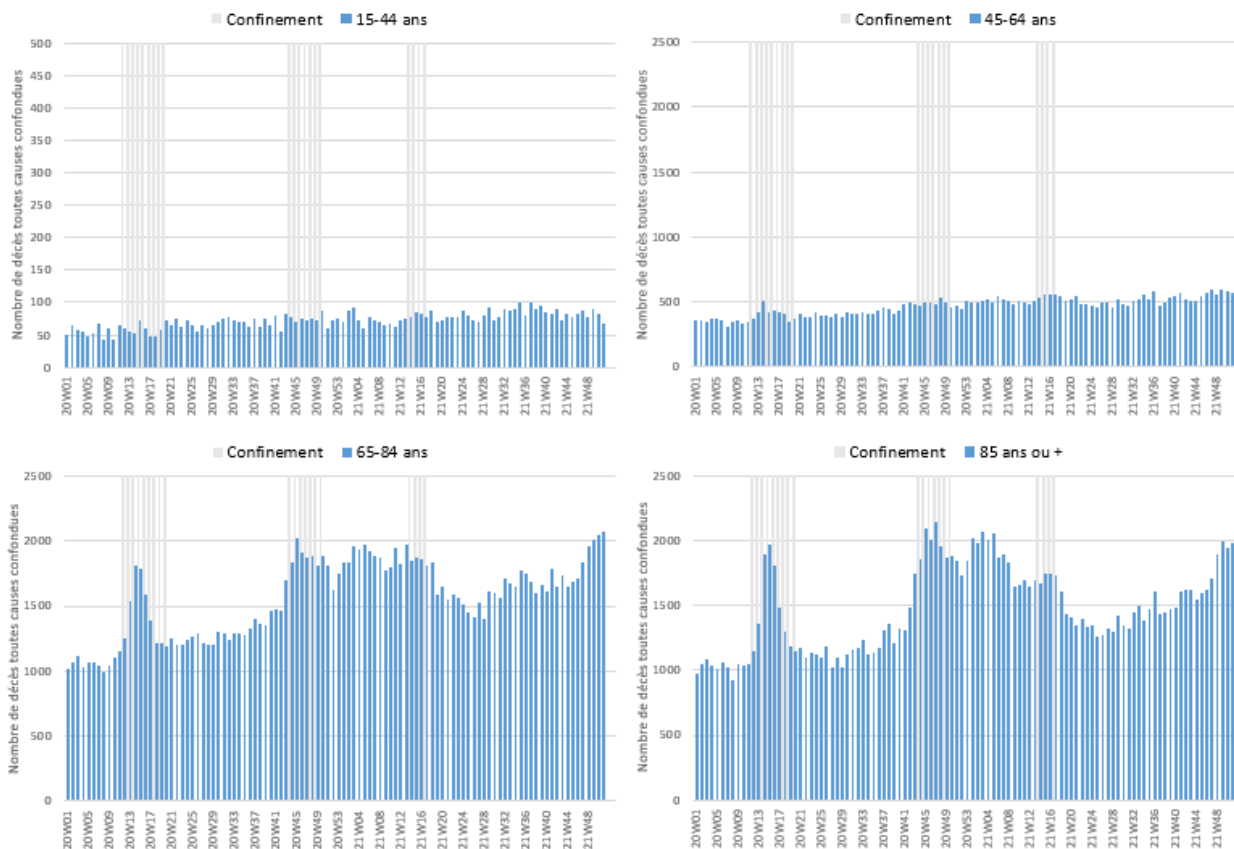 Confinement 15-44 ans
Nombre de décès toutes causes confondues
500
450
400
350
300
250
200
150
100
50
0
20W01 20W05 20W09 20W13 20W17 20W21 20W25 20W29 20W33 20W37 20W41 20W45 20W49 20W53 21W04 21W08 21W12 21W16 21W20 21W24 21W28 21W32 21W36 21W40 21W44 21W48
Confinement 45-64 ans
Nombre de décès toutes causes confondues
2500
2000
1500
1000
500
0
20W01 20W05 20W09 20W13 20W17 20W21 20W25 20W29 20W33 20W37 20W41 20W45 20W49 20W53 21W04 21W08 21W12 21W16 21W20 21W24 21W28 21W32 21W36 21W40 21W44 21W48
Confinement 65-84 ans
Nombre de décès toutes causes confondues
2500
2000
1500
1000
500
0
20W01 20W05 20W09 20W13 20W17 20W21 20W25 20W29 20W33 20W37 20W41 20W45 20W49 20W53 21W04 21W08 21W12 21W16 21W20 21W24 21W28 21W32 21W36 21W40 21W44 21W48
Confinement 85 ans ou +
Nombre de décès toutes causes confondues
2500
2000
1500
1000
500
0
20W01 20W05 20W09 20W13 20W17 20W21 20W25 20W29 20W33 20W37 20W41 20W45 20W49 20W53 21W04 21W08 21W12 21W16 21W20 21W24 21W28 21W32 21W36 21W40 21W44 21W48